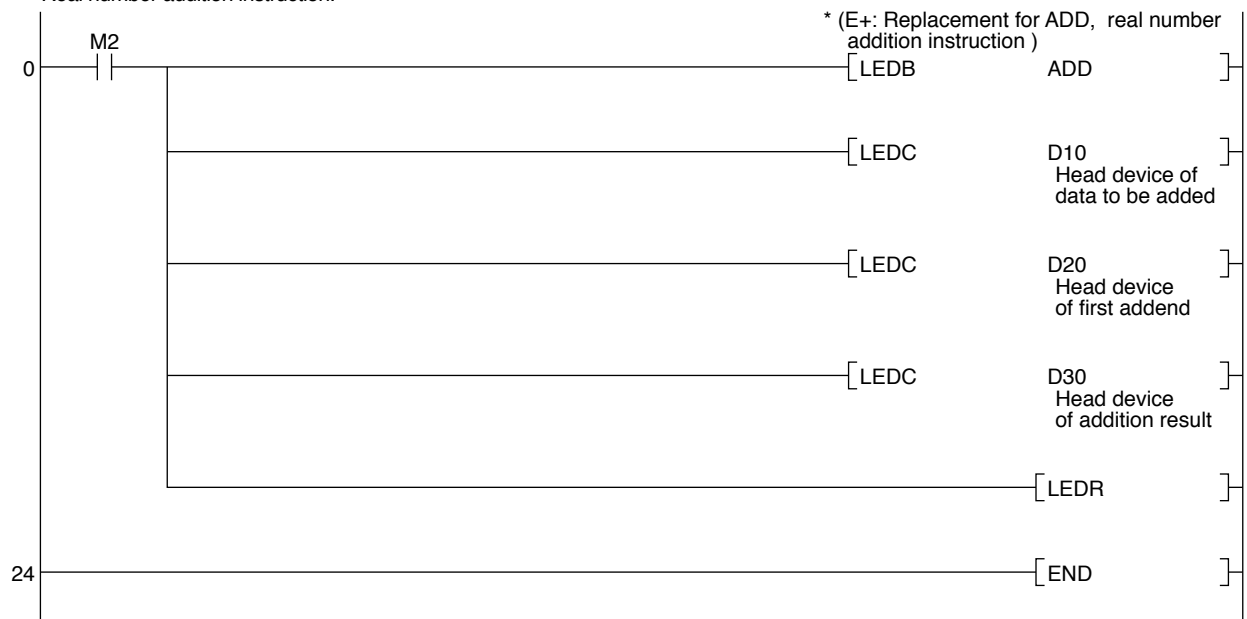 Real number addition instruction.
* (E+: Replacement for ADD, real number
addition instruction )
M2
0 LEDB ADD
LEDC D10
Head device of
data to be added
LEDC D20
Head device
of first addend
LEDC D30
Head device
of addition result
LEDR
24 END